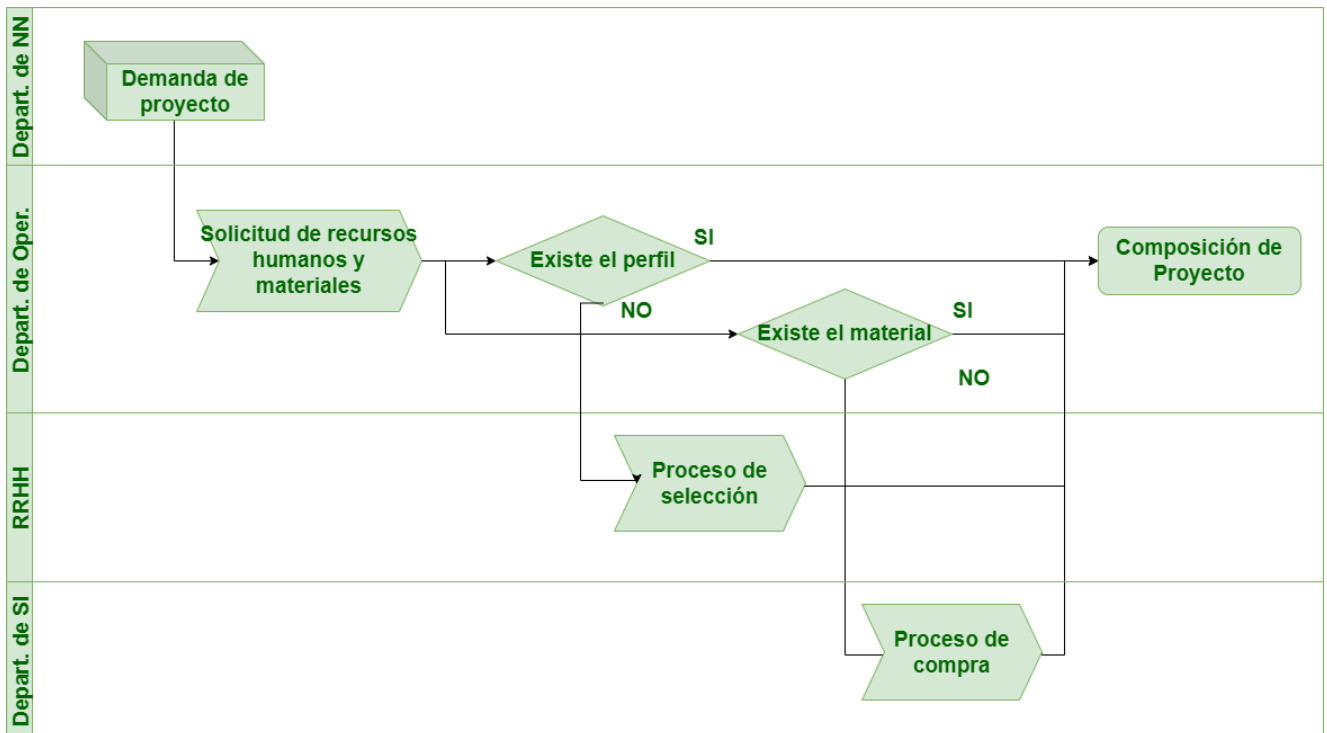 Depart. de NN
Demanda de
proyecto
Depart. de Oper.
Solicitud de recursos
humanos y
materiales
Existe el perfil
SI
NO
Existe el material
SI
NO
Composición de
Proyecto
RRHH
Proceso de
selección
Depart. de SI
Proceso de
compra